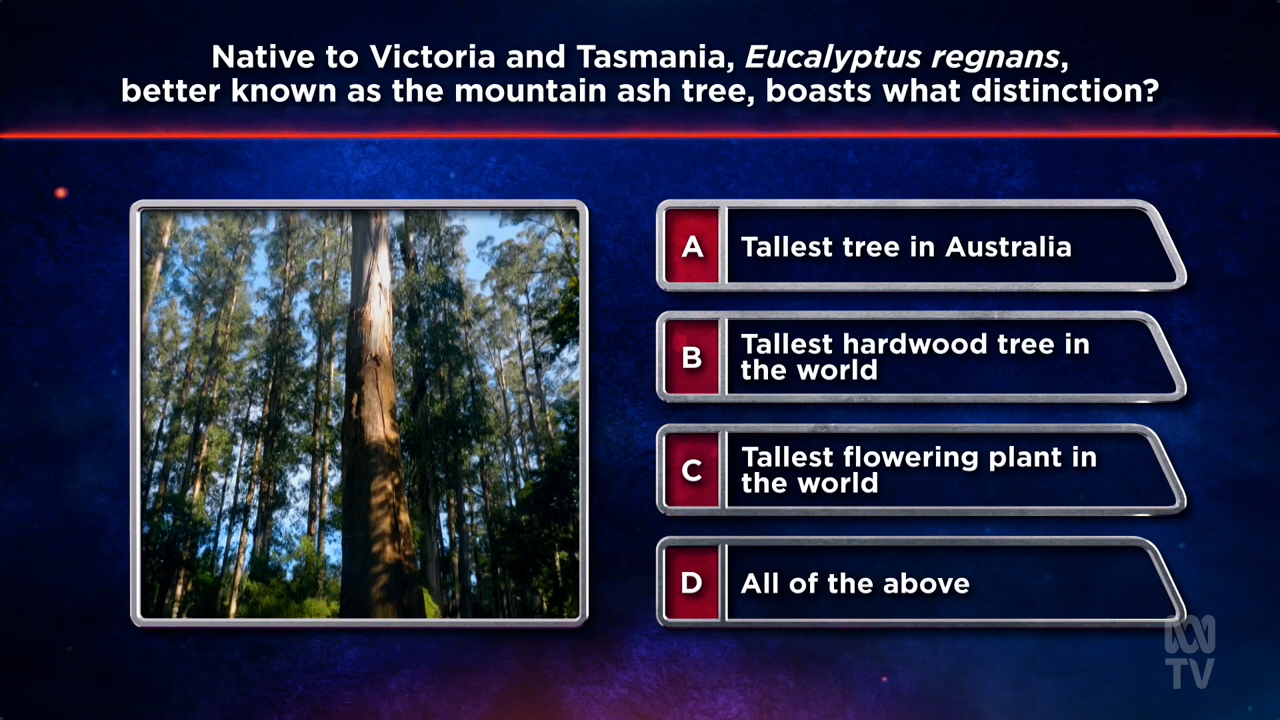 Native to Victoria and Tasmania, Eucalyptus regnans,
better known as the mountain ash tree, boasts what distinction?
A Tallest tree in Australia
B Tallest hardwood tree in
the world
C Tallest flowering plant in
the world
D All of the above
TV